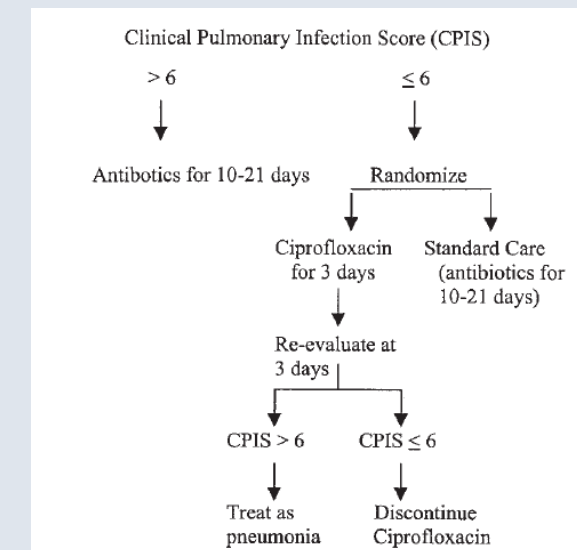 Clinical Pulmonary Infection Score (CPIS)
> 6
≤ 6
Antibotics for 10-21 days
Randomize
Ciprofloxacin
for 3 days
Standard Care
(antibiotics for
10-21 days)
Re-evaluate at
3 days
CPIS > 6
CPIS ≤ 6
Treat as
pneumonia
Discontinue
Ciprofloxacin